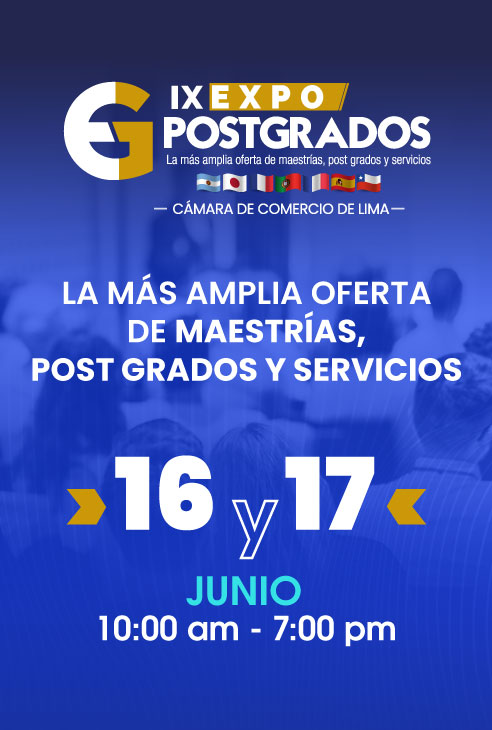 IX EXPO
POSTGRADOS
La más amplia oferta de maestrías, post grados y servicios
CÁMARA DE COMERCIO DE LIMA
LA MÁS AMPLIA OFERTA
DE MAESTRÍAS,
POST GRADOS Y SERVICIOS
16 y 17
JUNIO
10:00 am - 7:00 pm